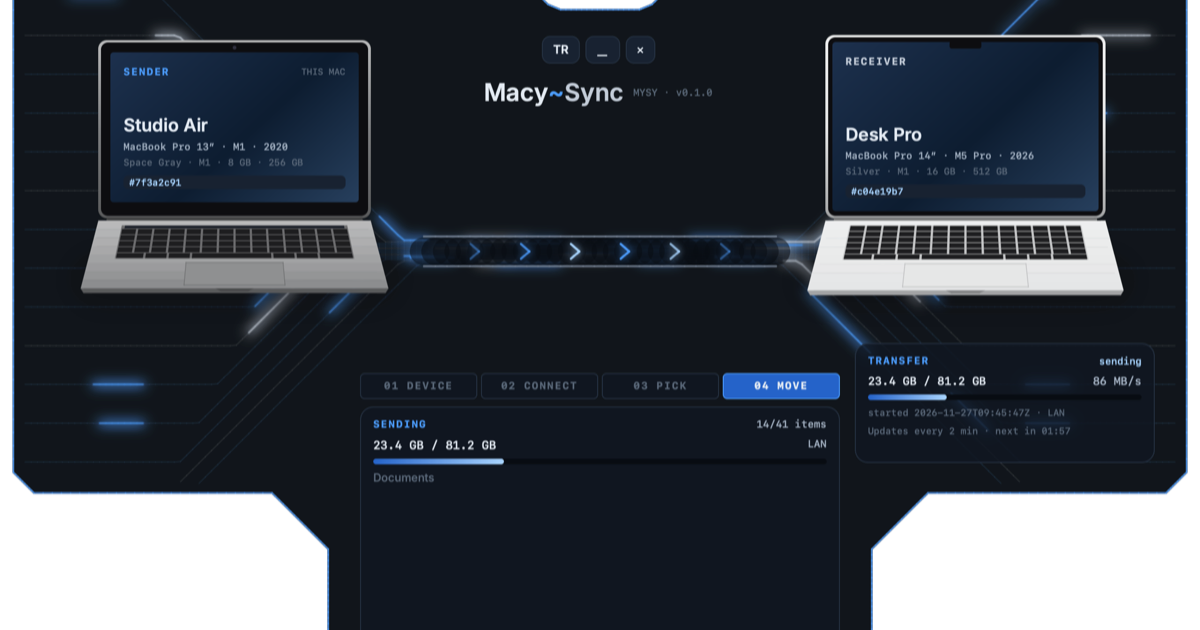 TR _ ×
Macy~Sync MYSY · v0.1.0
SENDER THIS MAC
Studio Air
MacBook Pro 13″ · M1 · 2020
Space Gray · M1 · 8 GB · 256 GB
#7f3a2c91
RECEIVER
Desk Pro
MacBook Pro 14″ · M5 Pro · 2026
Silver · M1 · 16 GB · 512 GB
#c04e19b7
01 DEVICE 02 CONNECT 03 PICK 04 MOVE
SENDING 14/41 items
23.4 GB / 81.2 GB LAN
Documents
TRANSFER sending
23.4 GB / 81.2 GB 86 MB/s
started 2026-11-27T09:45:47Z · LAN
Updates every 2 min · next in 01:57